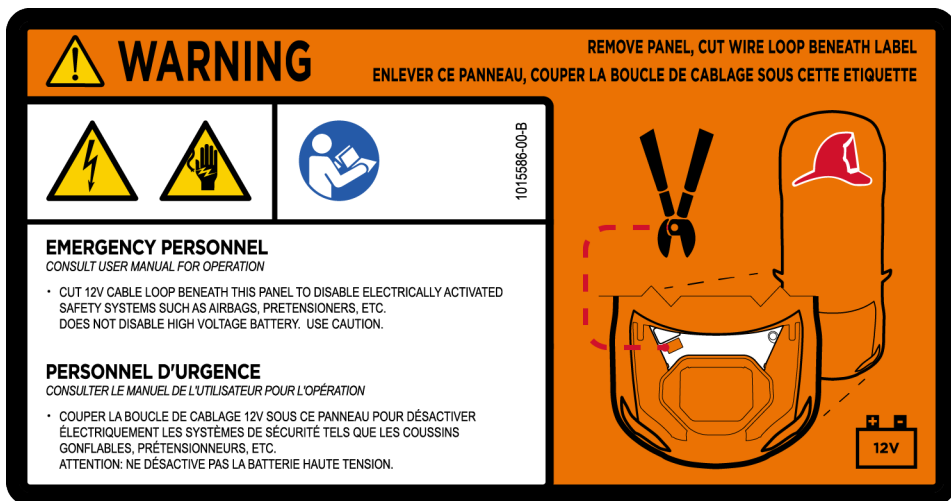 WARNING
REMOVE PANEL, CUT WIRE LOOP BENEATH LABEL
ENLEVER CE PANNEAU, COUPER LA BOUCLE DE CABLAGE SOUS CETTE ETIQUETTE
1015586-00-B
EMERGENCY PERSONNEL
CONSULT USER MANUAL FOR OPERATION
• CUT 12V CABLE LOOP BENEATH THIS PANEL TO DISABLE ELECTRICALLY ACTIVATED
SAFETY SYSTEMS SUCH AS AIRBAGS, PRETENSIONERS, ETC.
DOES NOT DISABLE HIGH VOLTAGE BATTERY. USE CAUTION.
PERSONNEL D'URGENCE
CONSULTER LE MANUEL DE L'UTILISATEUR POUR L'OPÉRATION
• COUPER LA BOUCLE DE CABLAGE 12V SOUS CE PANNEAU POUR DÉSACTIVER
ÉLECTRIQUEMENT LES SYSTÈMES DE SÉCURITÉ TELS QUE LES COUSSINS
GONFLABLES, PRÉTENSIONNEURS, ETC.
ATTENTION: NE DÉSACTIVE PAS LA BATTERIE HAUTE TENSION.
+ -
12V